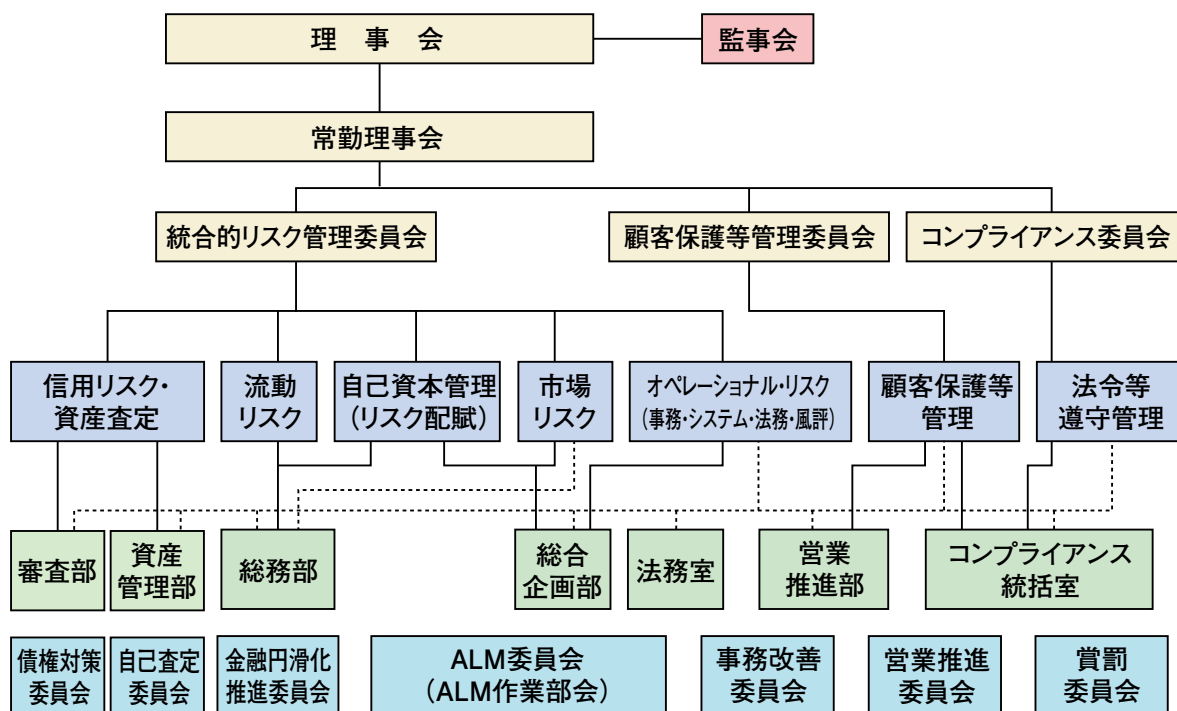 理 事 会
監事会
常勤理事会
統合的リスク管理委員会
顧客保護等管理委員会
コンプライアンス委員会
信用リスク・
資産査定
流動
リスク
自己資本管理
(リスク配賦)
市場
リスク
オペレーショナル・リスク
(事務・システム・法務・風評)
顧客保護等
管理
法令等
遵守管理
審査部
資産
管理部
総務部
総合
企画部
法務室
営業
推進部
コンプライアンス
統括室
債権対策
委員会
自己査定
委員会
金融円滑化
推進委員会
ALM委員会
(ALM作業部会)
事務改善
委員会
営業推進
委員会
賞罰
委員会